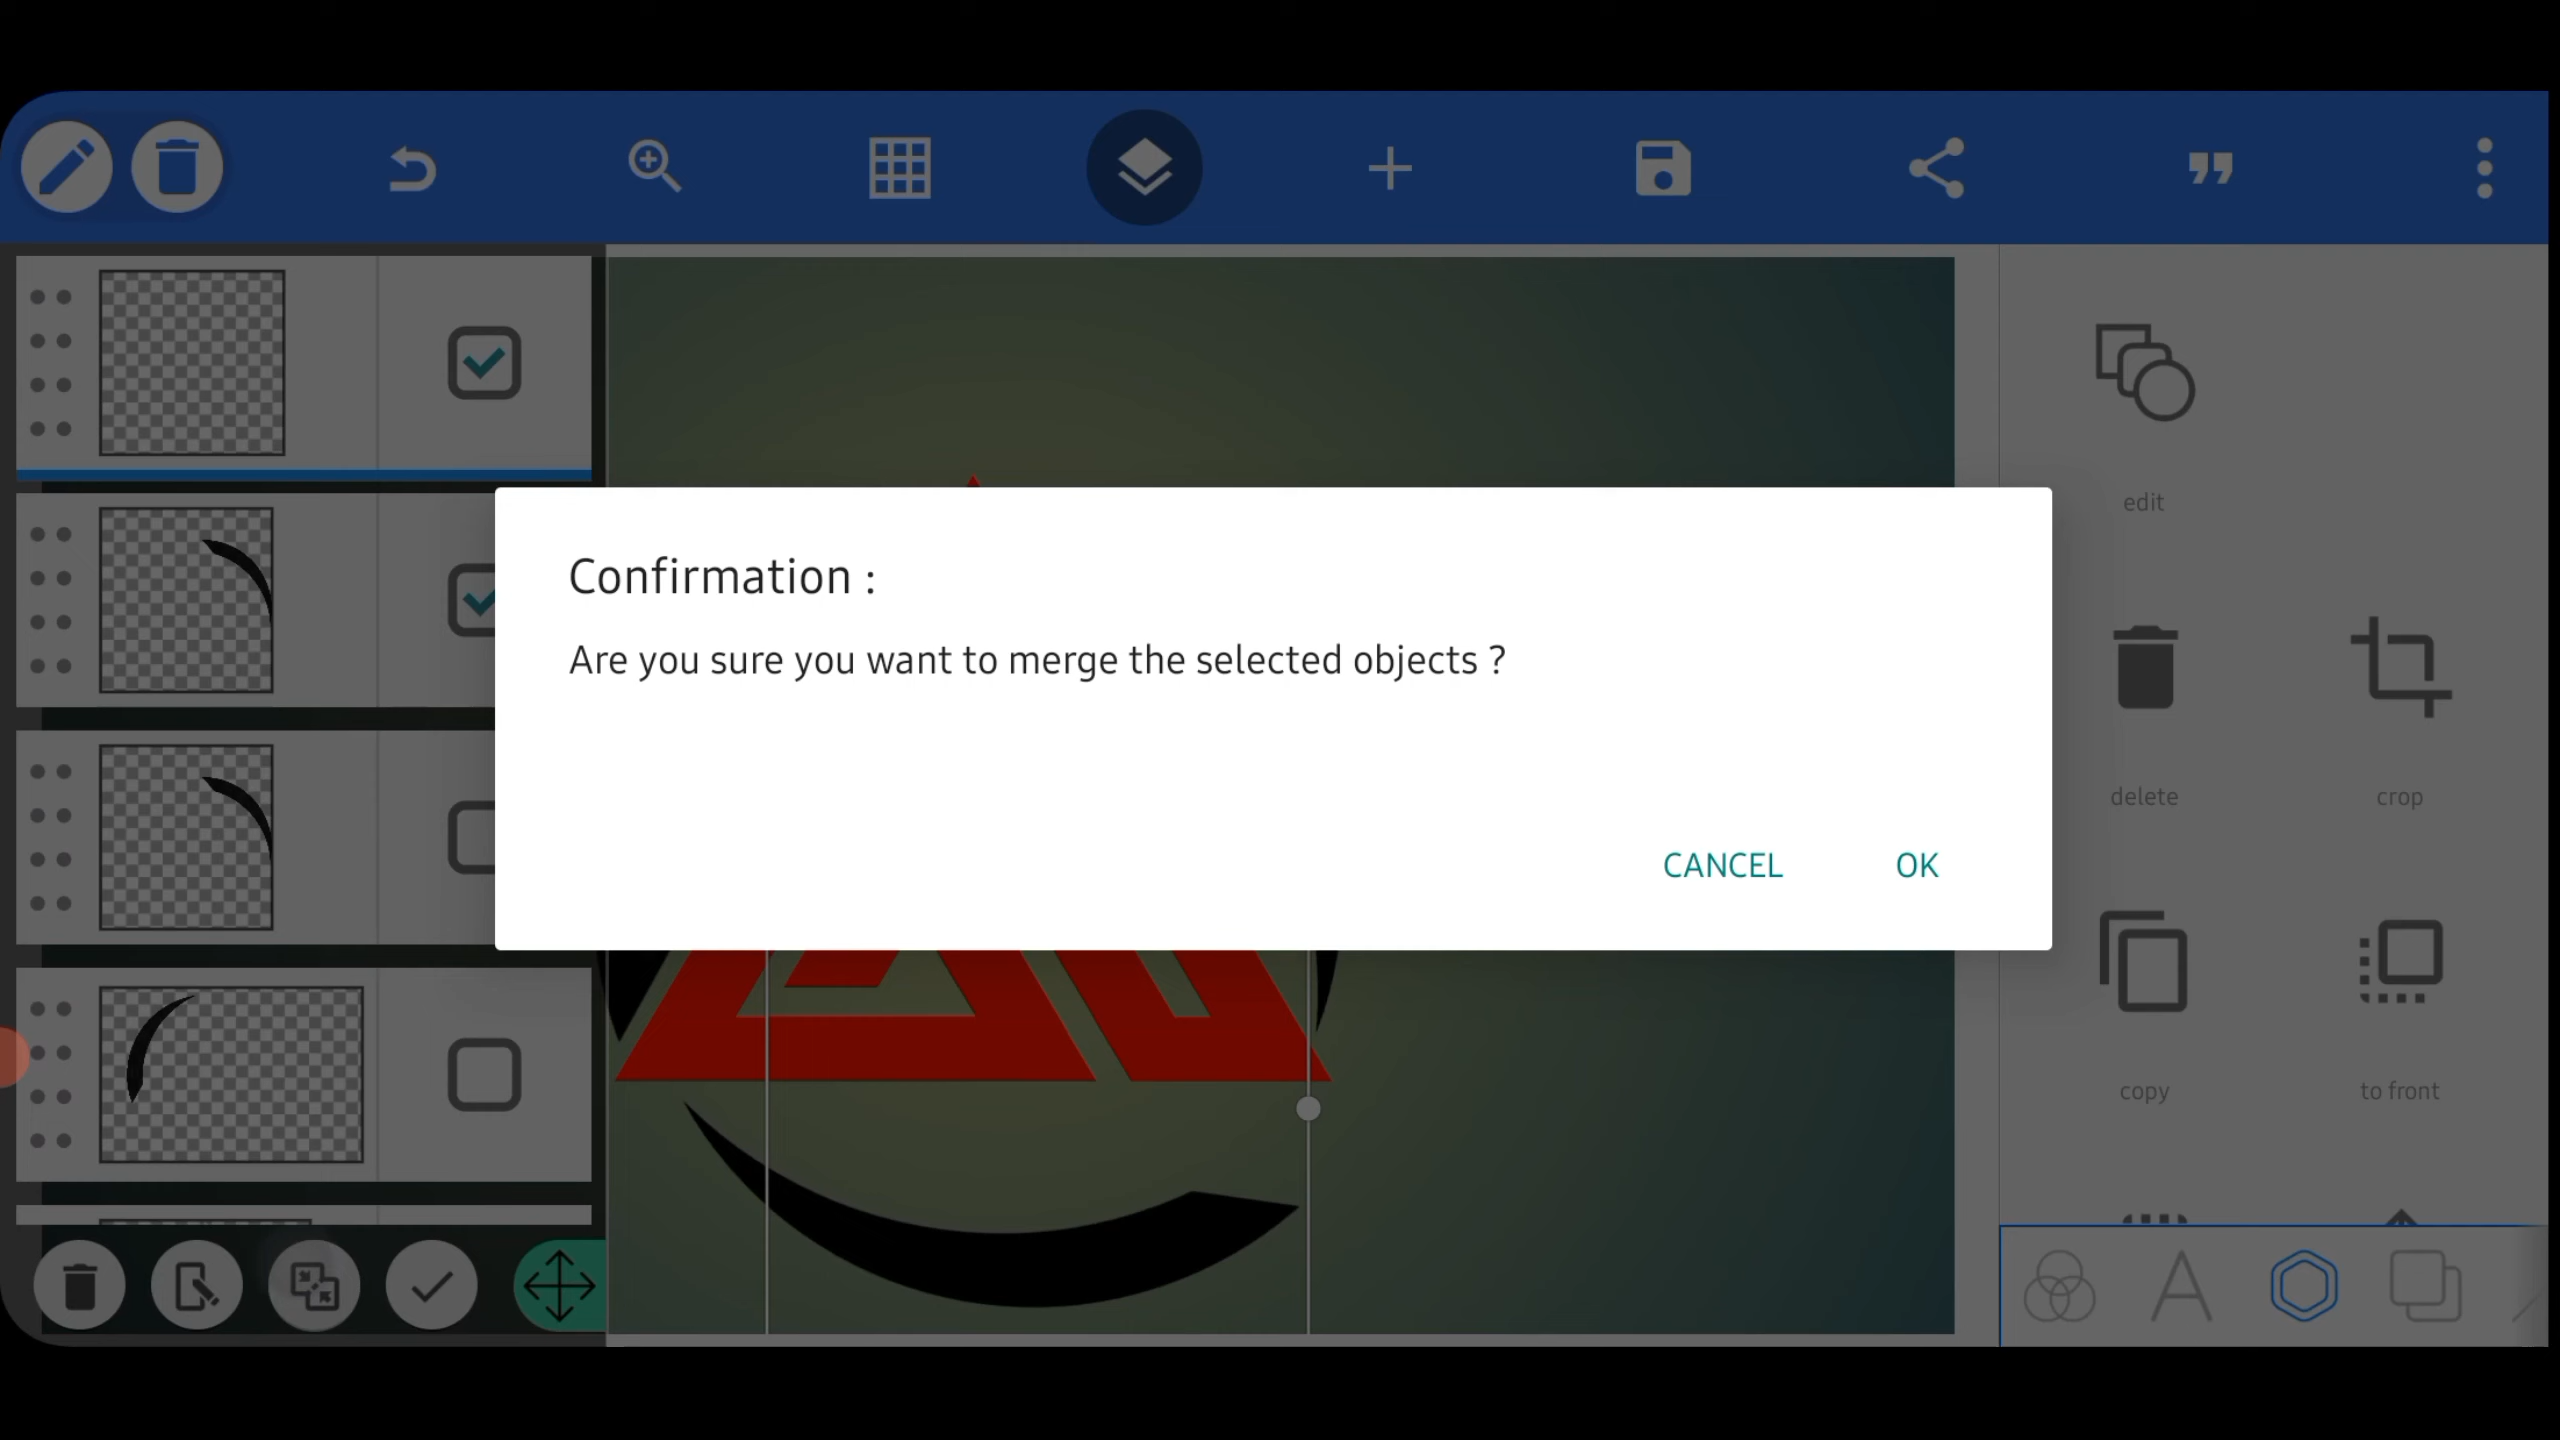 Confirmation :
Are you sure you want to merge the selected objects ?
CANCEL OK
edit
delete crop
copy to front